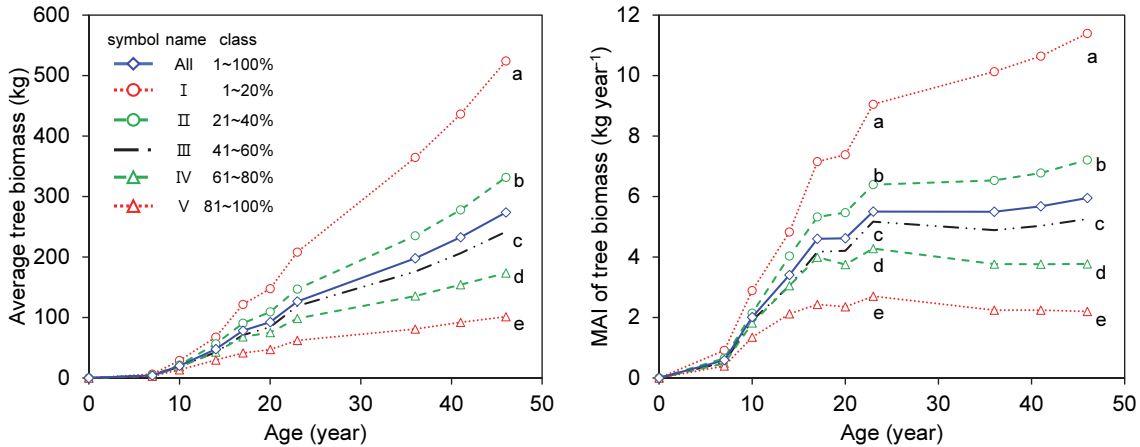 Average tree biomass (kg)
600
500
400
300
200
100
0
symbol name class
All 1~100%
Ⅰ 1~20%
Ⅱ 21~40%
Ⅲ 41~60%
Ⅳ 61~80%
Ⅴ 81~100%
a
b
c
d
e
0 10 20 30 40 50
Age (year)
MAI of tree biomass (kg year⁻¹)
12
10
8
6
4
2
0
a
a
b
b
c
c
d
d
e
e
0 10 20 30 40 50
Age (year)